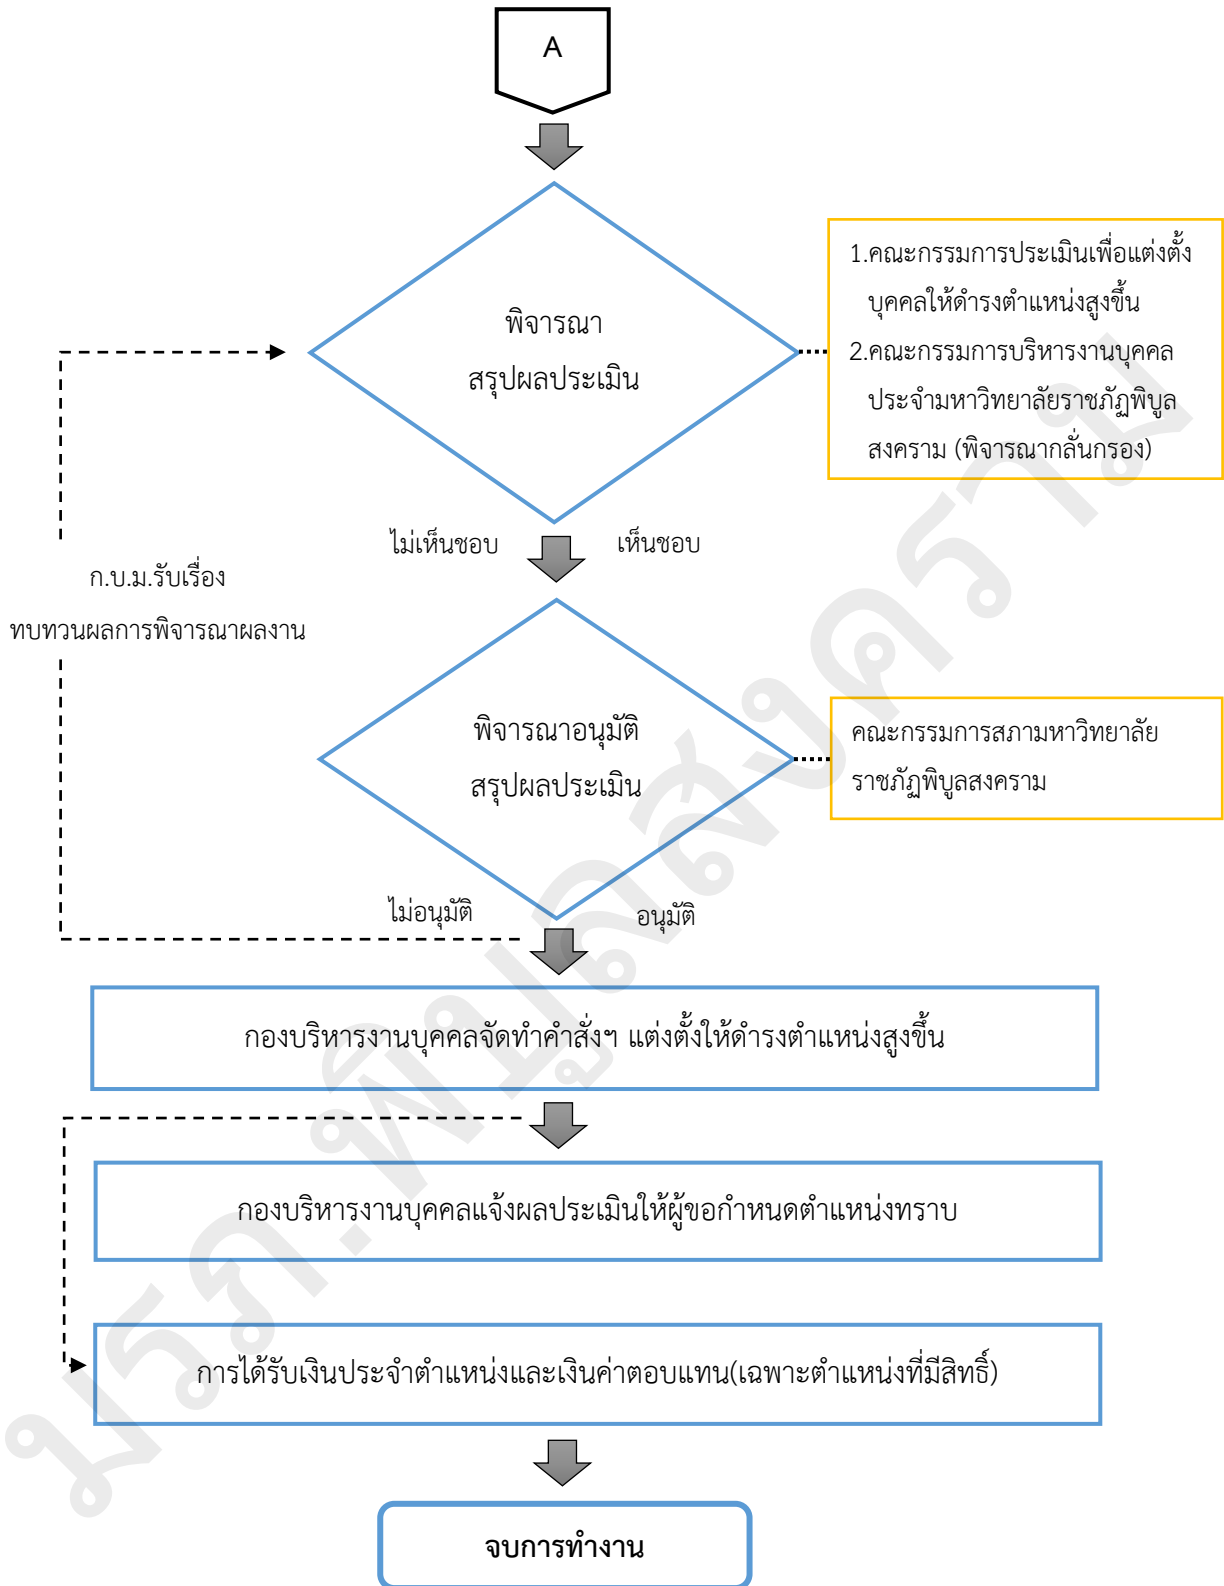 A
พิจารณา
สรุปผลประเมิน
1.คณะกรรมการประเมินเพื่อแต่งตั้ง
บุคคลให้ดำรงตำแหน่งสูงขึ้น
2.คณะกรรมการบริหารงานบุคคล
ประจำมหาวิทยาลัยราชภัฏพิบูล
สงคราม (พิจารณากลั่นกรอง)
ไม่เห็นชอบ
เห็นชอบ
ก.บ.ม.รับเรื่อง
ทบทวนผลการพิจารณาผลงาน
พิจารณาอนุมัติ
สรุปผลประเมิน
คณะกรรมการสภามหาวิทยาลัย
ราชภัฏพิบูลสงคราม
ไม่อนุมัติ
อนุมัติ
กองบริหารงานบุคคลจัดทำคำสั่งฯ แต่งตั้งให้ดำรงตำแหน่งสูงขึ้น
กองบริหารงานบุคคลแจ้งผลประเมินให้ผู้ขอกำหนดตำแหน่งทราบ
การได้รับเงินประจำตำแหน่งและเงินค่าตอบแทน(เฉพาะตำแหน่งที่มีสิทธิ์)
จบการทำงาน
มรภ.พิบูลสงคราม